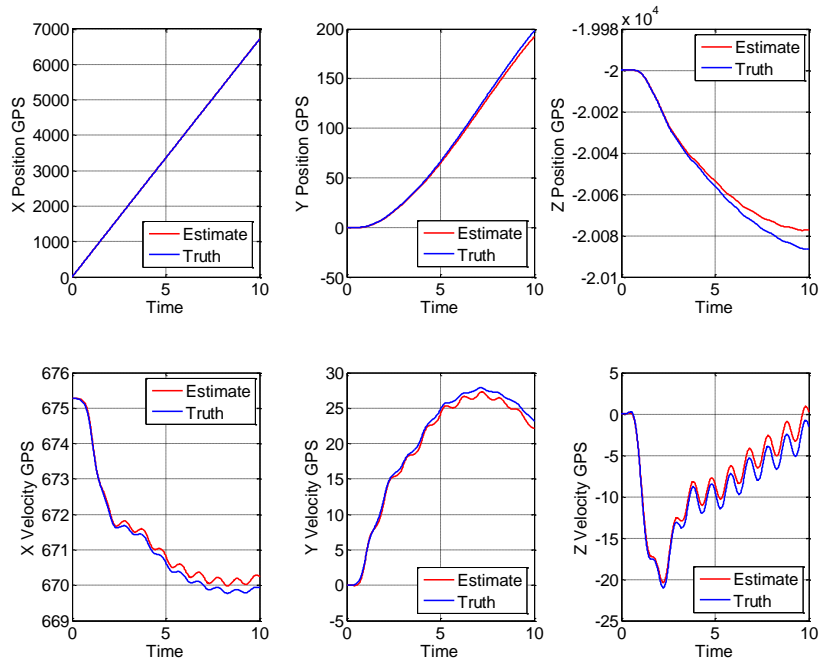 7000
6000
5000
4000
3000
2000
1000
0
0 5 10
Time
X Position GPS
Estimate
Truth
200
150
100
50
0
-50
0 5 10
Time
Y Position GPS
Estimate
Truth
-1.998 x 10^4
-2
-2.002
-2.004
-2.006
-2.008
-2.01
0 5 10
Time
Z Position GPS
Estimate
Truth
676
675
674
673
672
671
670
669
0 5 10
Time
X Velocity GPS
Estimate
Truth
30
25
20
15
10
5
0
-5
0 5 10
Time
Y Velocity GPS
Estimate
Truth
5
0
-5
-10
-15
-20
-25
0 5 10
Time
Z Velocity GPS
Estimate
Truth